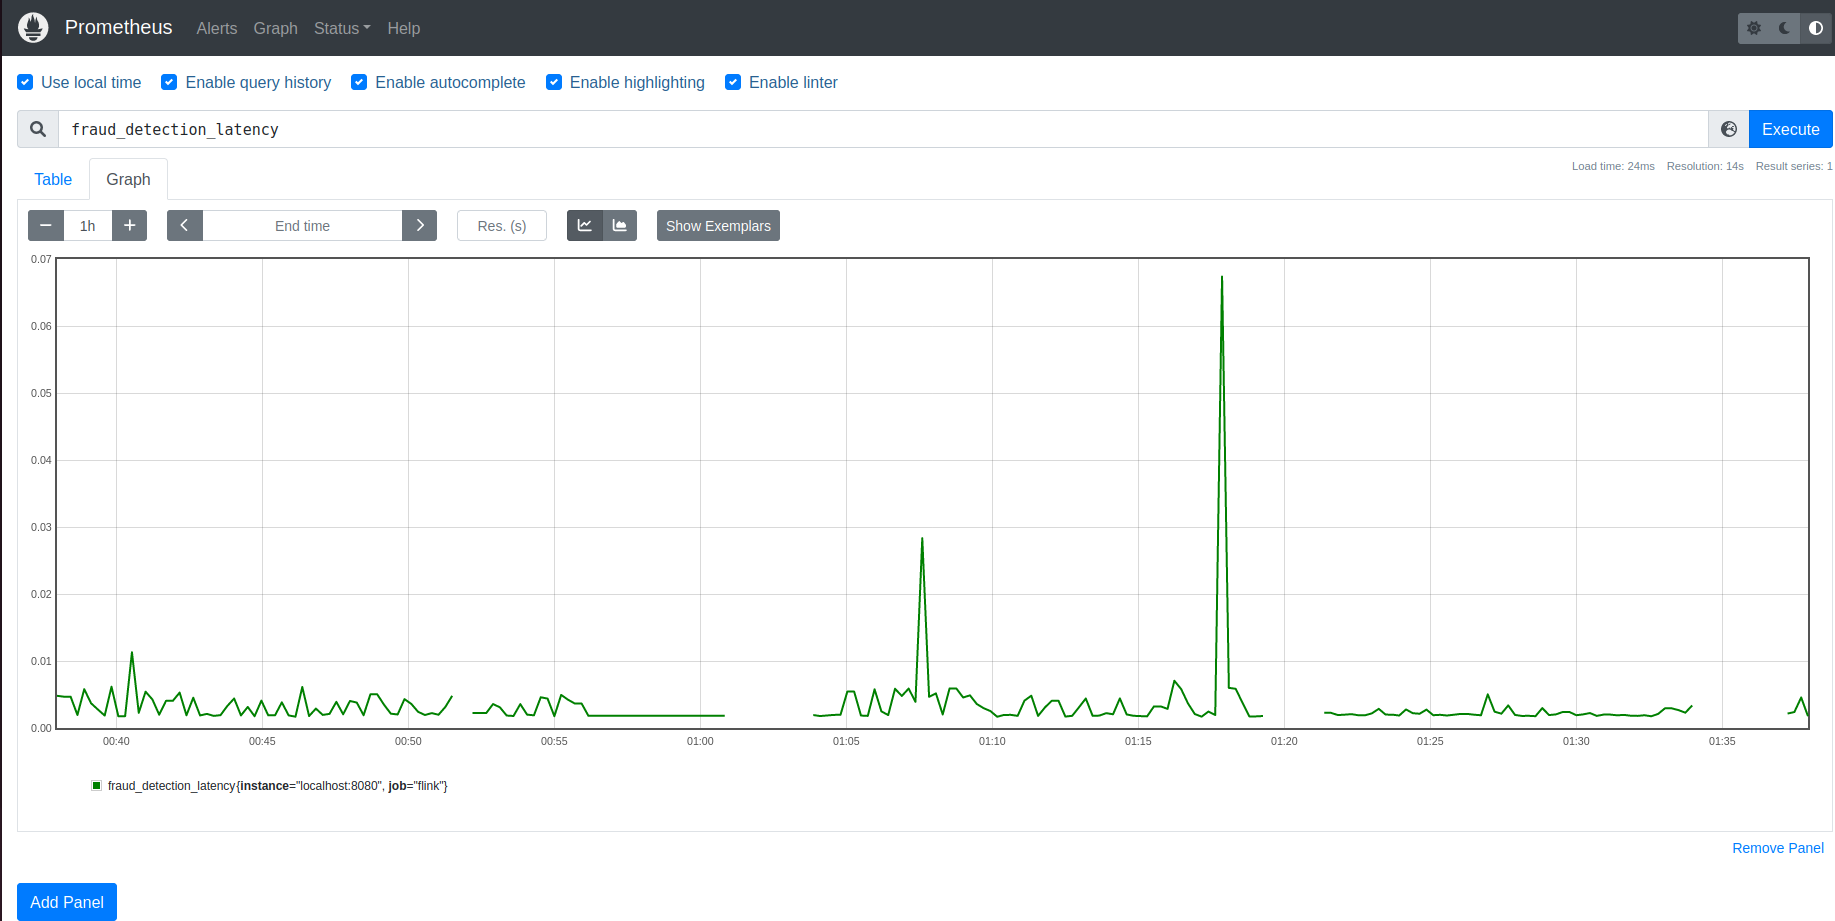 Prometheus Alerts Graph Status Help
Use local time Enable query history Enable autocomplete Enable highlighting Enable linter
fraud_detection_latency Execute
Load time: 24ms Resolution: 14s Result series: 1
Table Graph
− 1h + End time Res. (s) Show Exemplars
0.07
0.06
0.05
0.04
0.03
0.02
0.01
0.00
00:40 00:45 00:50 00:55 01:00 01:05 01:10 01:15 01:20 01:25 01:30 01:35
fraud_detection_latency{instance="localhost:8080", job="flink"}
Remove Panel
Add Panel